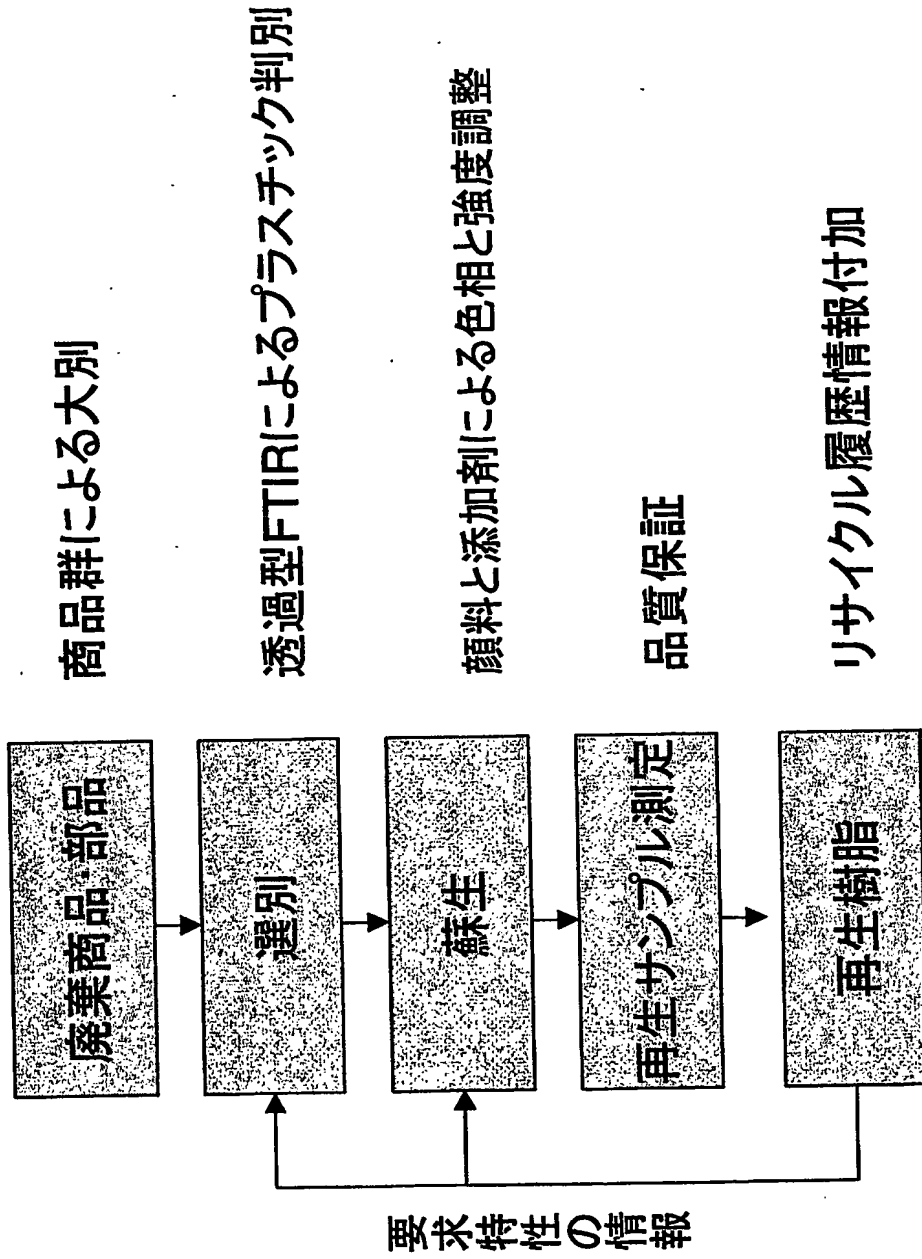 廃棄商品・部品
商品群による大別
選別
透過型FTIRによるプラスチック判別
蘇生
顔料と添加剤による色相と強度調整
再生サンプル測定
品質保証
再生樹脂
リサイクル履歴情報付加
要求特性の情報